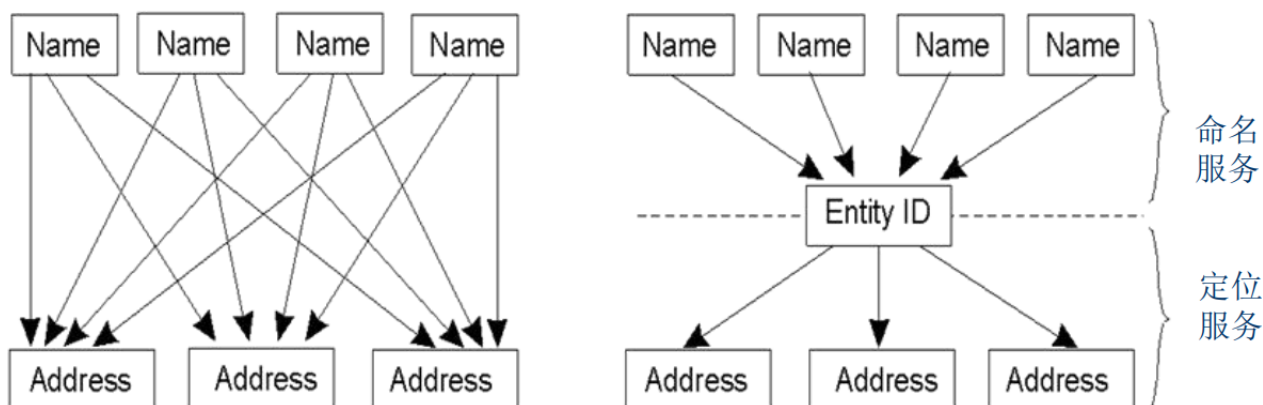 Name Name Name Name Name Name Name Name
命名
服务
Entity ID
定位
服务
Address Address Address Address Address Address